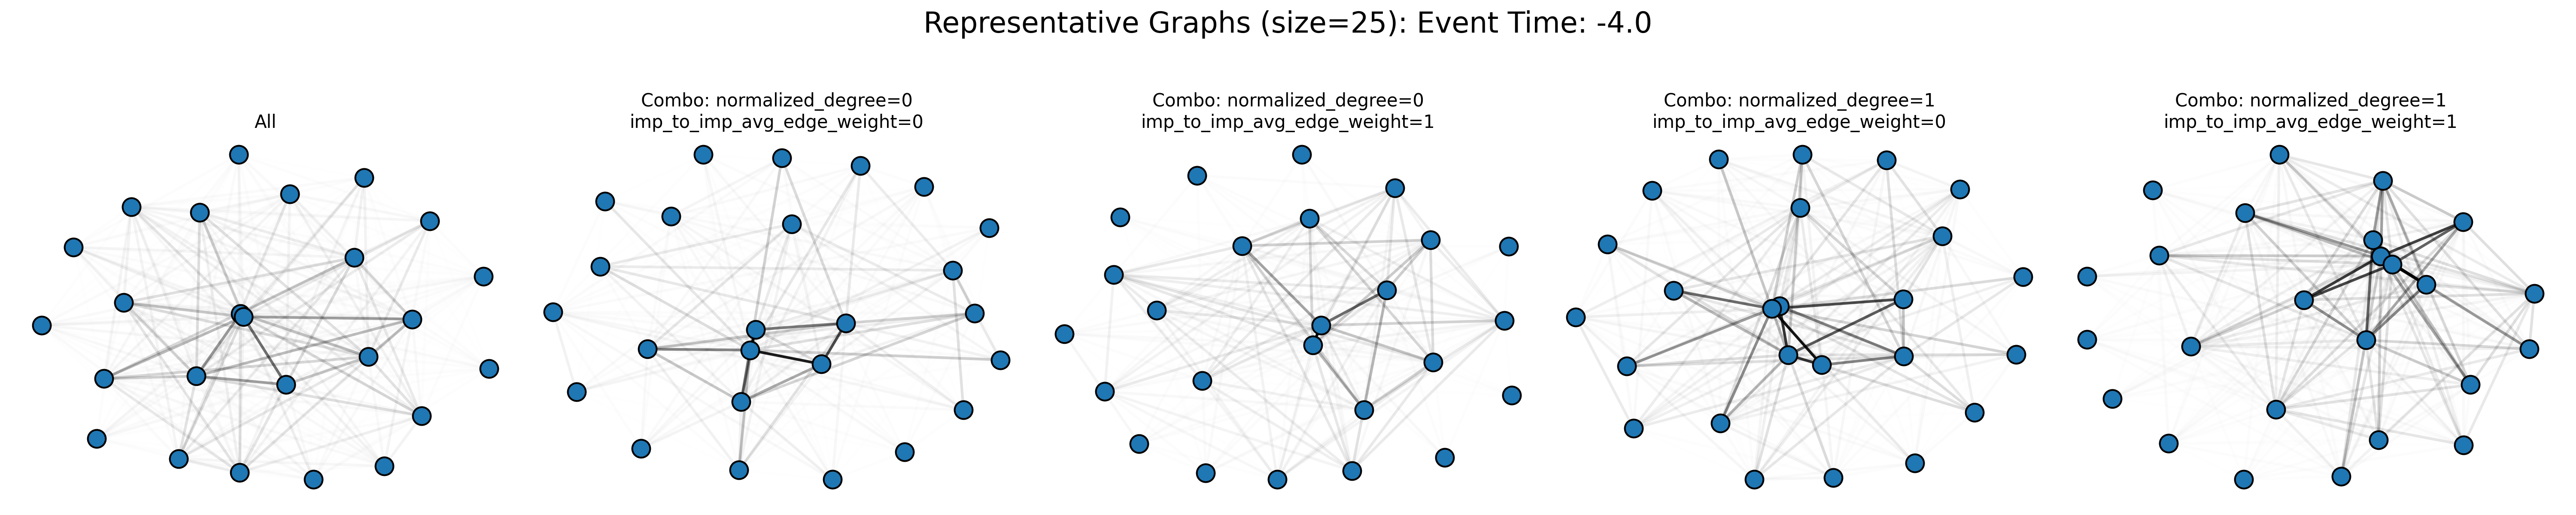 Representative Graphs (size=25): Event Time: -4.0
All
Combo: normalized_degree=0
imp_to_imp_avg_edge_weight=0
Combo: normalized_degree=0
imp_to_imp_avg_edge_weight=1
Combo: normalized_degree=1
imp_to_imp_avg_edge_weight=0
Combo: normalized_degree=1
imp_to_imp_avg_edge_weight=1